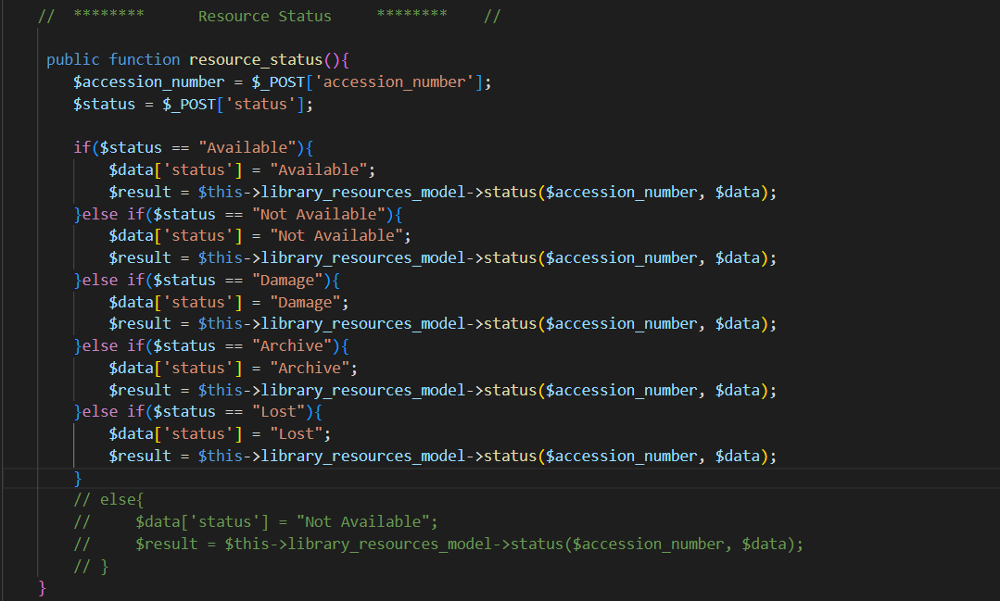 // ******** Resource Status ******** //
public function resource_status(){
$accession_number = $_POST['accession_number'];
$status = $_POST['status'];
if($status == "Available"){
$data['status'] = "Available";
$result = $this->library_resources_model->status($accession_number, $data);
}else if($status == "Not Available"){
$data['status'] = "Not Available";
$result = $this->library_resources_model->status($accession_number, $data);
}else if($status == "Damage"){
$data['status'] = "Damage";
$result = $this->library_resources_model->status($accession_number, $data);
}else if($status == "Archive"){
$data['status'] = "Archive";
$result = $this->library_resources_model->status($accession_number, $data);
}else if($status == "Lost"){
$data['status'] = "Lost";
$result = $this->library_resources_model->status($accession_number, $data);
}
// else{
// $data['status'] = "Not Available";
// $result = $this->library_resources_model->status($accession_number, $data);
// }
}